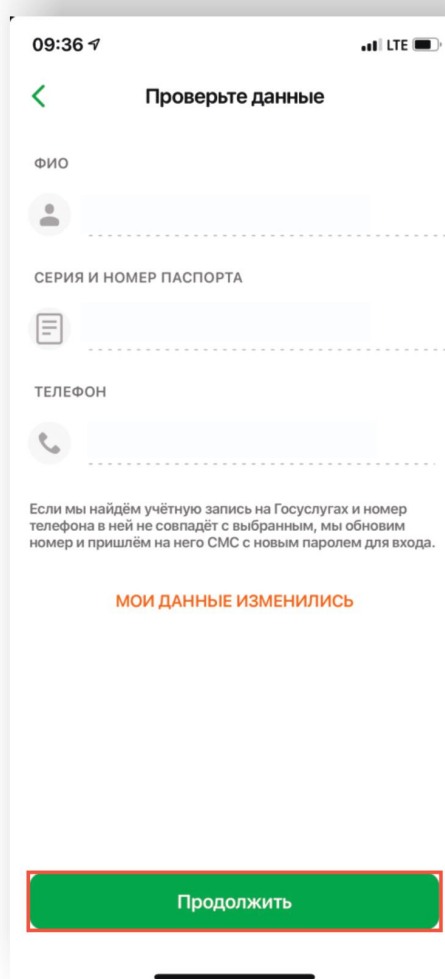 09:36 LTE
Проверьте данные
ФИО
СЕРИЯ И НОМЕР ПАСПОРТА
ТЕЛЕФОН
Если мы найдём учётную запись на Госуслугах и номер
телефона в ней не совпадёт с выбранным, мы обновим
номер и пришлём на него СМС с новым паролем для входа.
МОИ ДАННЫЕ ИЗМЕНИЛИСЬ
Продолжить